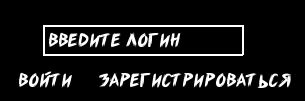 ВВЕДИТЕ ЛОГИН
ВОЙТИ ЗАРЕГИСТРИРОВАТЬСЯ